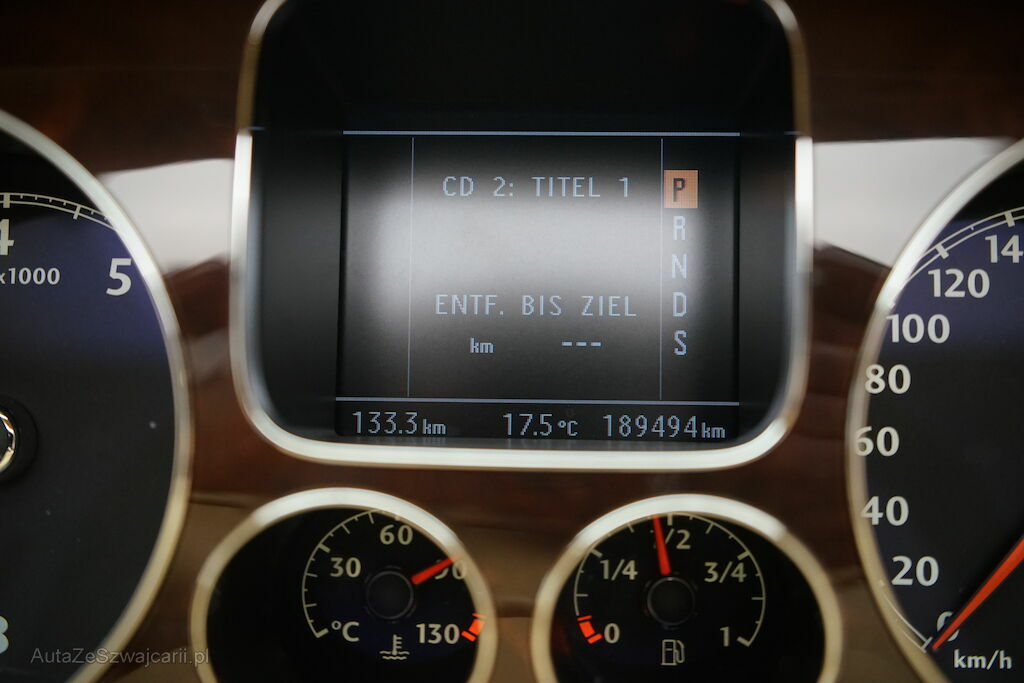 CD 2: TITEL 1
P
R
N
D
S
ENTF. BIS ZIEL
km ---
133.3 km 17.5°C 189494 km
4
x1000
5
140
120
100
80
60
40
20
0
km/h
30
60
90
130
°C
0
1/4
1/2
3/4
1
AutaZeSzwajcarii.pl